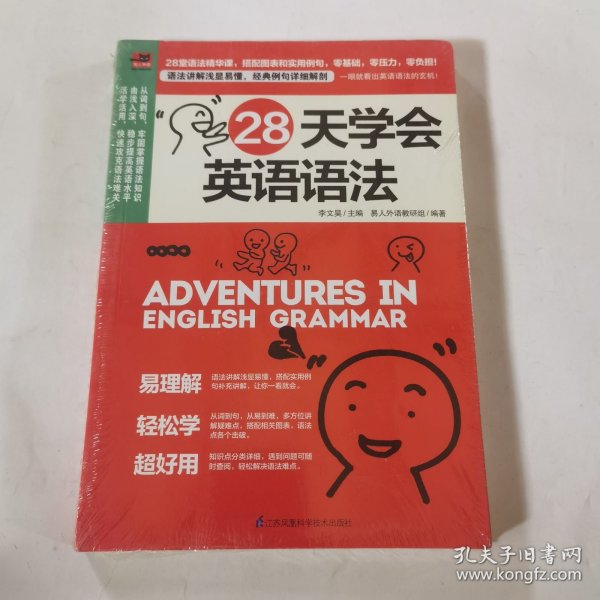 28堂语法精华课，搭配图表和实用例句，零基础，零压力，零负担！
语法讲解浅显易懂，经典例句详细解剖
一眼就看出英语语法的玄机！
从词到句，
由浅入深，
活学活用，
牢固掌握语法知识
稳步提高英语水平
快速攻克语法难关
28天学会
英语语法
李文昊/主编 易人外语教研组/编著
ADVENTURES IN
ENGLISH GRAMMAR
易理解
语法讲解浅显易懂，搭配实用例
句补充讲解，让你一看就会。
轻松学
从词到句，从易到难，多方位讲
解疑难点，搭配相关图表，语法
点各个击破。
超好用
知识点分类详细，遇到问题可随
时查阅，轻松解决语法难点。
江苏凤凰科学技术出版社
孔夫子旧书网
www.kongfz.com